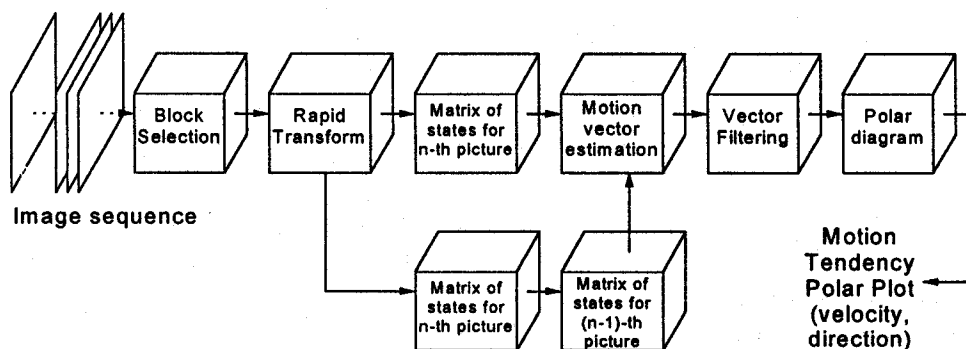 Block
Selection
Rapid
Transform
Matrix of
states for
n-th picture
Motion
vector
estimation
Vector
Filtering
Polar
diagram
Image sequence
Matrix of
states for
n-th picture
Matrix of
states for
(n-1)-th
picture
Motion
Tendency
Polar Plot
(velocity,
direction)